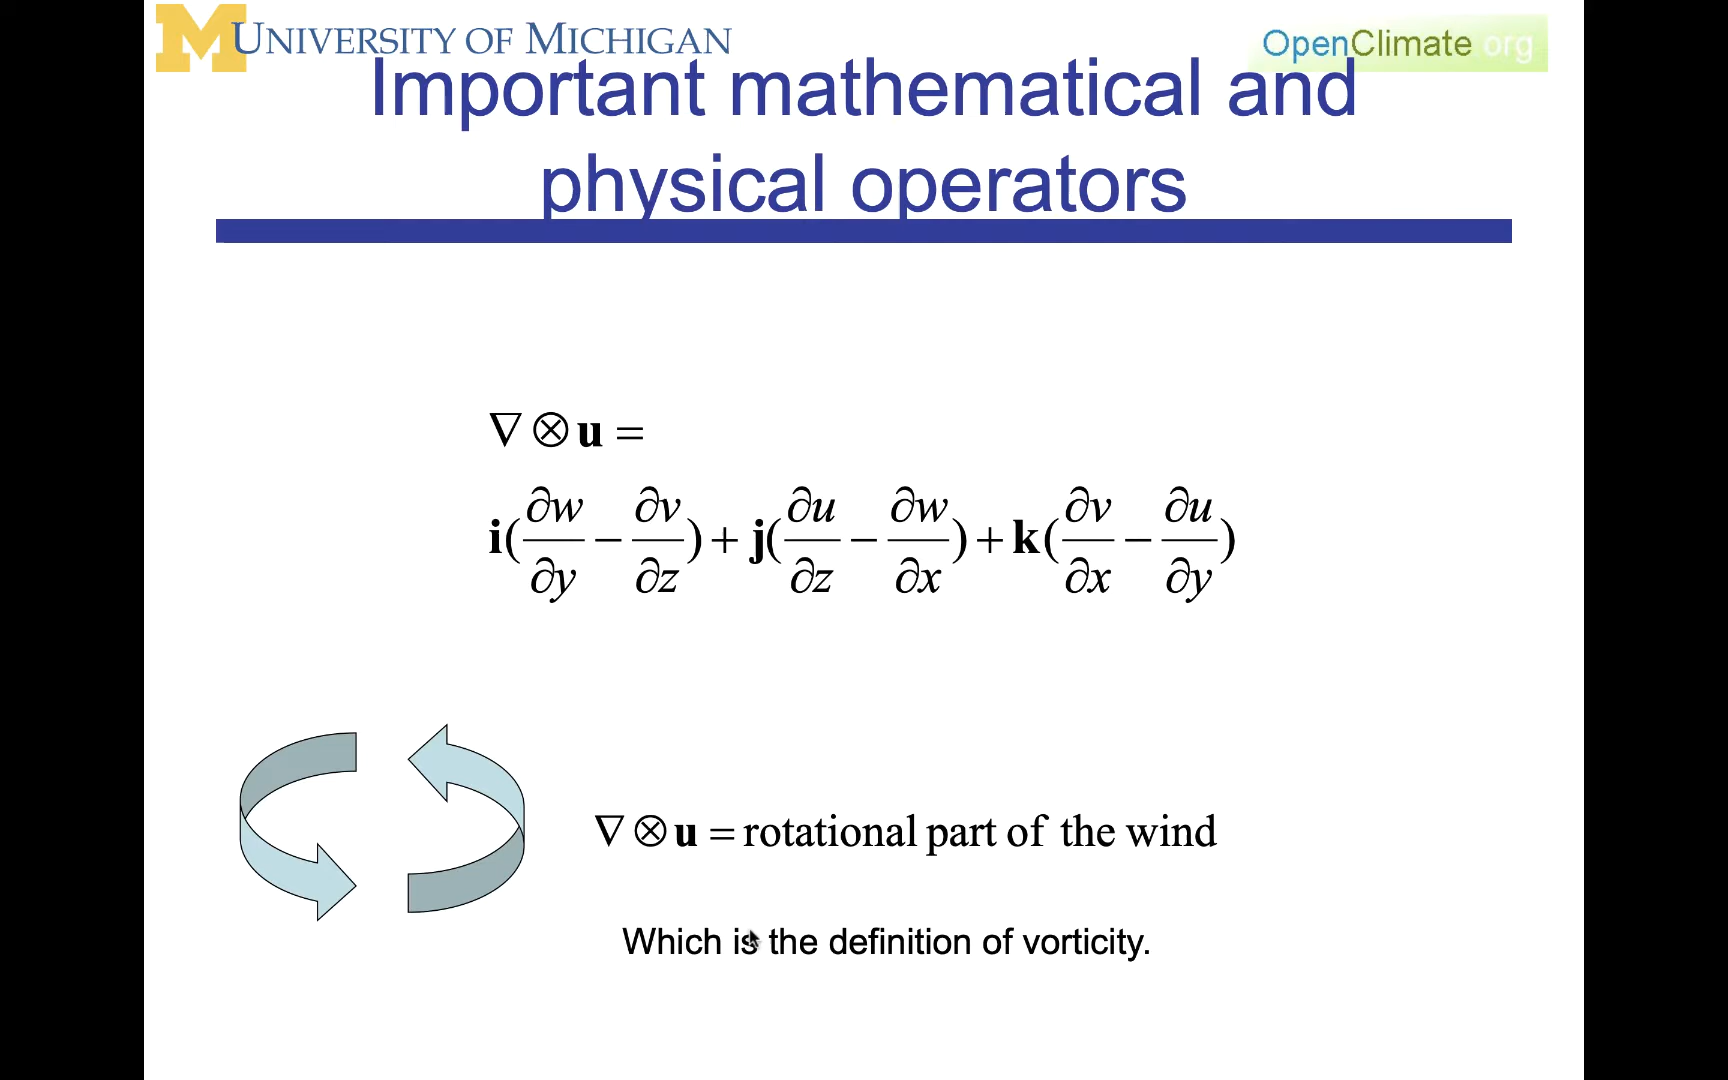 UNIVERSITY OF MICHIGAN
OpenClimate org
Important mathematical and
physical operators
∇ ⊗ u =
i(∂w/∂y − ∂v/∂z) + j(∂u/∂z − ∂w/∂x) + k(∂v/∂x − ∂u/∂y)
∇ ⊗ u = rotational part of the wind
Which is the definition of vorticity.